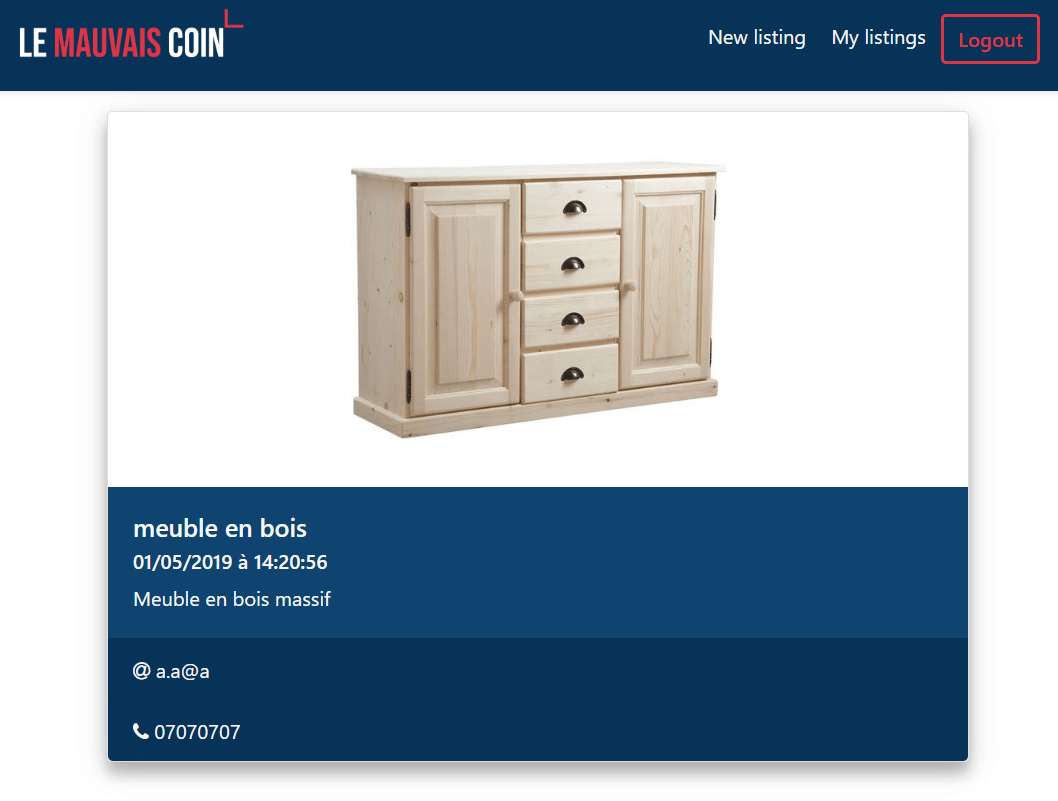 LE MAUVAIS COIN
New listing
My listings
Logout
meuble en bois
01/05/2019 à 14:20:56
Meuble en bois massif
@ a.a@a
07070707